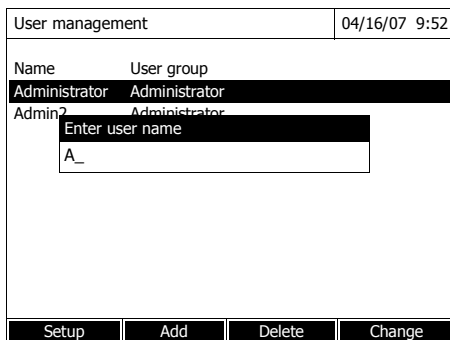 User management 04/16/07 9:52
Name User group
Administrator Administrator
Admin2 Administrator
Enter user name
A_
Setup Add Delete Change